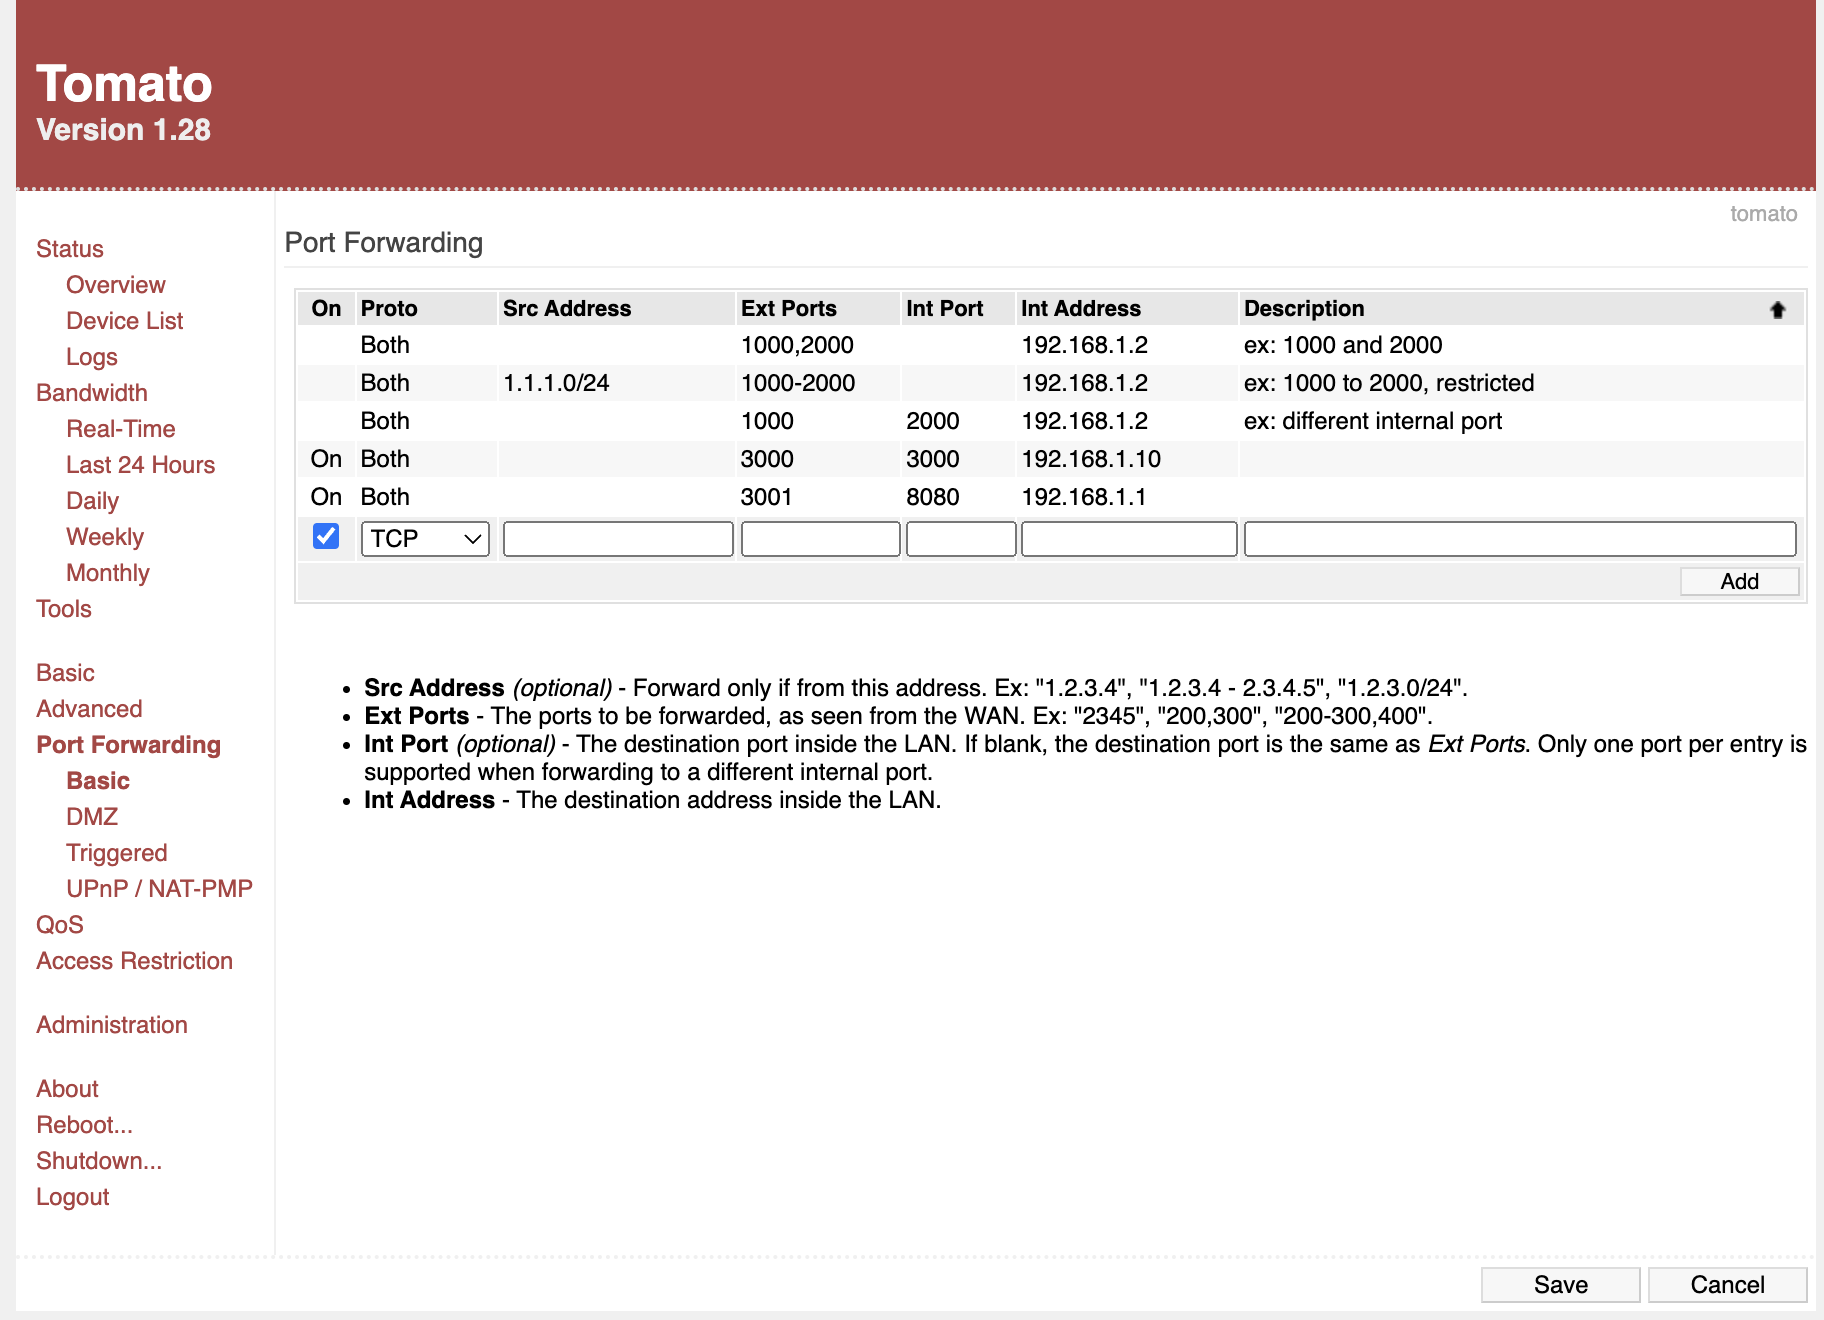 Tomato
Version 1.28
tomato
Status
Overview
Device List
Logs
Bandwidth
Real-Time
Last 24 Hours
Daily
Weekly
Monthly
Tools
Basic
Advanced
Port Forwarding
Basic
DMZ
Triggered
UPnP / NAT-PMP
QoS
Access Restriction
Administration
About
Reboot...
Shutdown...
Logout
Port Forwarding
On Proto Src Address Ext Ports Int Port Int Address Description
Both 1000,2000 192.168.1.2 ex: 1000 and 2000
Both 1.1.1.0/24 1000-2000 192.168.1.2 ex: 1000 to 2000, restricted
Both 1000 2000 192.168.1.2 ex: different internal port
On Both 3000 3000 192.168.1.10
On Both 3001 8080 192.168.1.1
TCP
Add
• Src Address (optional) - Forward only if from this address. Ex: "1.2.3.4", "1.2.3.4 - 2.3.4.5", "1.2.3.0/24".
• Ext Ports - The ports to be forwarded, as seen from the WAN. Ex: "2345", "200,300", "200-300,400".
• Int Port (optional) - The destination port inside the LAN. If blank, the destination port is the same as Ext Ports. Only one port per entry is
supported when forwarding to a different internal port.
• Int Address - The destination address inside the LAN.
Save Cancel